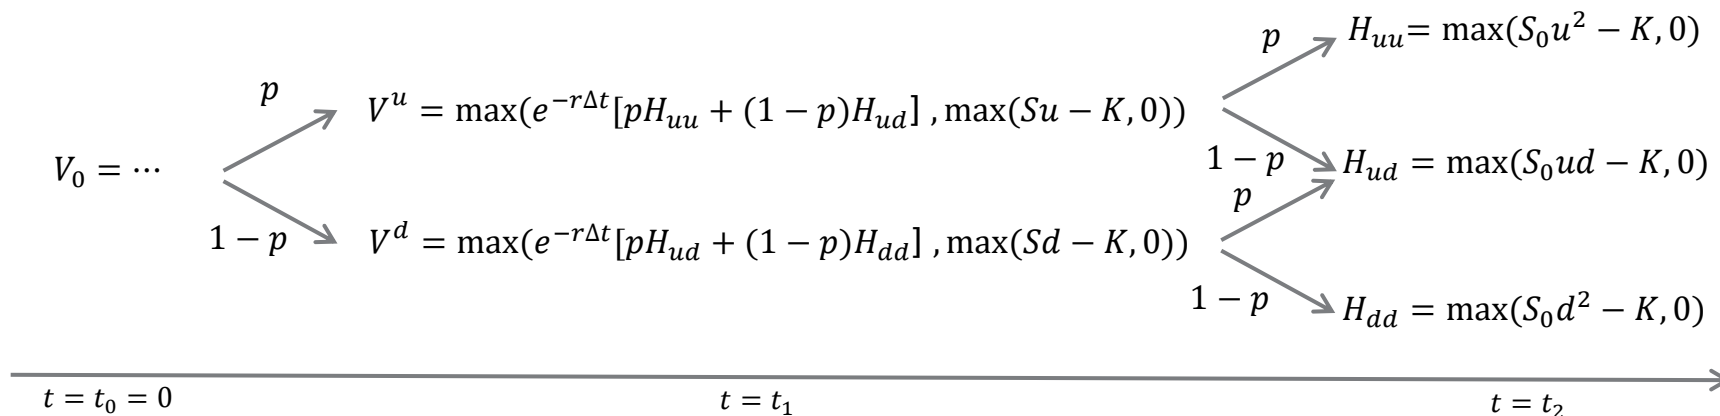 p
H_{uu} = max(S_0u^2 − K, 0)
p
V^u = max(e^{−rΔt}[pH_{uu} + (1 − p)H_{ud}] , max(Su − K, 0))
V_0 = ⋯
1 − p
H_{ud} = max(S_0ud − K, 0)
p
1 − p
V^d = max(e^{−rΔt}[pH_{ud} + (1 − p)H_{dd}] , max(Sd − K, 0))
1 − p
H_{dd} = max(S_0d^2 − K, 0)
t = t_0 = 0
t = t_1
t = t_2